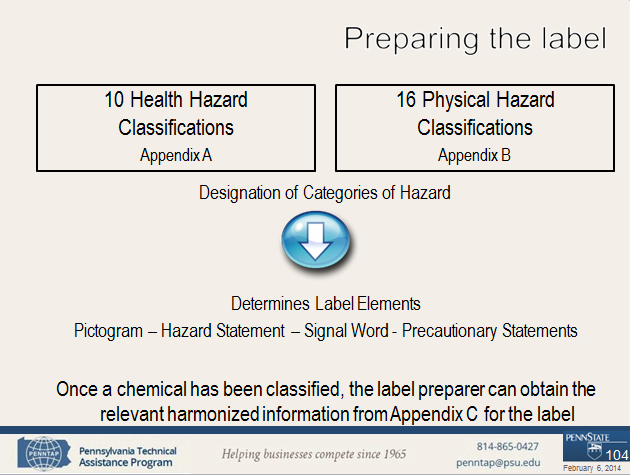 Preparing the label
10 Health Hazard
Classifications
Appendix A
16 Physical Hazard
Classifications
Appendix B
Designation of Categories of Hazard
Determines Label Elements
Pictogram – Hazard Statement – Signal Word - Precautionary Statements
Once a chemical has been classified, the label preparer can obtain the
relevant harmonized information from Appendix C for the label
PENNTAP
Pennsylvania Technical
Assistance Program
Helping businesses compete since 1965
814-865-0427
penntap@psu.edu
PENNSTATE
104
February 6, 2014